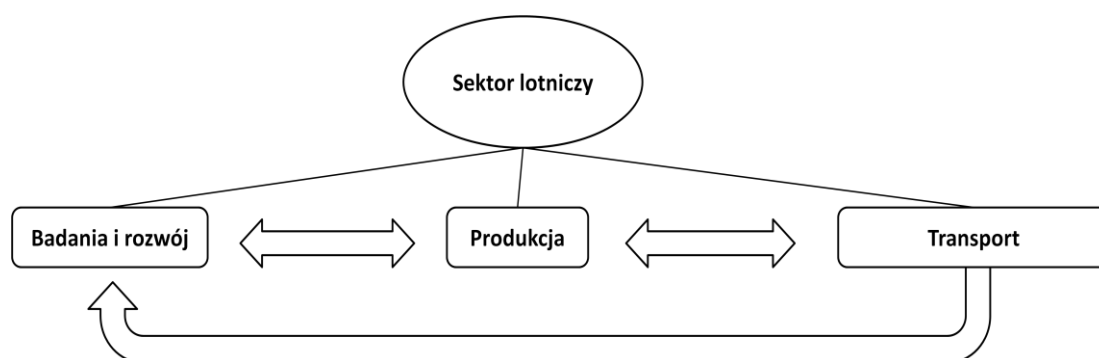 Sektor lotniczy
Badania i rozwój
Produkcja
Transport